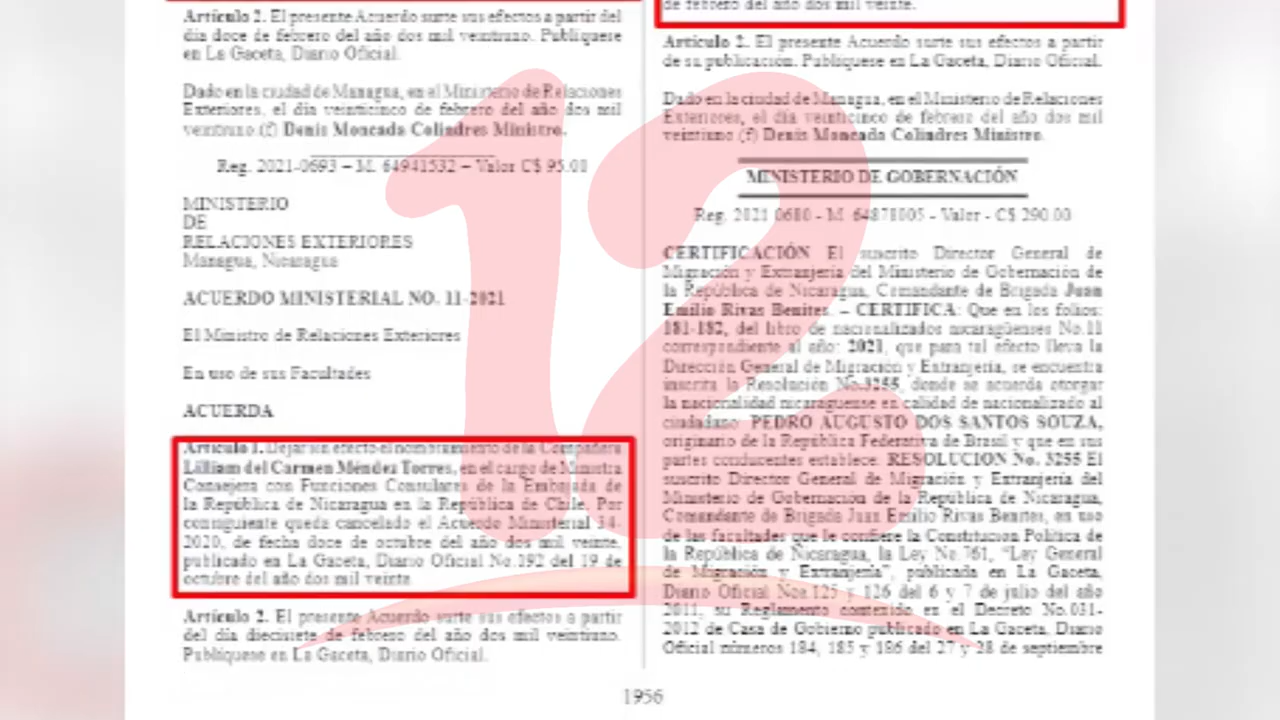 Artículo 2. El presente Acuerdo surte sus efectos a partir del
día doce de febrero del año dos mil veintiuno. Publíquese
en La Gaceta, Diario Oficial.
Dado en la ciudad de Managua, en el Ministerio de Relaciones
Exteriores, el día veinticinco de febrero del año dos mil
veintiuno (f) Denis Moncada Colindres Ministro.
Reg. 2021-0693 – M. 64941532 – Valor C$ 95.00
MINISTERIO
DE
RELACIONES EXTERIORES
Managua, Nicaragua
ACUERDO MINISTERIAL NO. 11-2021
El Ministro de Relaciones Exteriores
En uso de sus Facultades
ACUERDA
Artículo 1. Dejar sin efecto el nombramiento de la Compañera
Lilliam del Carmen Méndez Torres, en el cargo de Ministra
Consejera con Funciones Consulares de la Embajada de
la República de Nicaragua en la República de Chile. Por
consiguiente queda cancelado el Acuerdo Ministerial 34-
2020, de fecha doce de octubre del año dos mil veinte,
publicado en La Gaceta, Diario Oficial No.192 del 19 de
octubre del año dos mil veinte
Artículo 2. El presente Acuerdo surte sus efectos a partir
del día diecisiete de febrero del año dos mil veintiuno.
Publíquese en La Gaceta, Diario Oficial.
de febrero del año dos mil veinte.
Artículo 2. El presente Acuerdo surte sus efectos a partir
de su publicación. Publíquese en La Gaceta, Diario Oficial.
Dado en la ciudad de Managua, en el Ministerio de Relaciones
Exteriores, el día veinticinco de febrero del año dos mil
veintiuno (f) Denis Moncada Colindres Ministro.
MINISTERIO DE GOBERNACIÓN
Reg. 2021-0680 - M. 64878005 - Valor - C$ 290.00
CERTIFICACIÓN El suscrito Director General de
Migración y Extranjería del Ministerio de Gobernación de
la República de Nicaragua, Comandante de Brigada Juan
Emilio Rivas Benites. – CERTIFICA: Que en los folios:
181-182, del libro de nacionalizados nicaragüenses No.11
correspondiente al año: 2021, que para tal efecto lleva la
Dirección General de Migración y Extranjería, se encuentra
inscrita la Resolución No.3255, donde se acuerda otorgar
la nacionalidad nicaragüense en calidad de nacionalizado al
ciudadano PEDRO AUGUSTO DOS SANTOS SOUZA,
originario de la República Federativa de Brasil y que en sus
partes conducentes establece. RESOLUCION No. 3255 El
suscrito Director General de Migración y Extranjería del
Ministerio de Gobernación de la República de Nicaragua,
Comandante de Brigada Juan Emilio Rivas Benites, en uso
de las facultades que le confiere la Constitución Política de
la República de Nicaragua, la Ley No.761, “Ley General
de Migración y Extranjería”, publicada en La Gaceta,
Diario Oficial Nos.125 y 126 del 6 y 7 de julio del año
2011, su Reglamento contenido en el Decreto No.031-
2012 de Casa de Gobierno publicado en La Gaceta, Diario
Oficial números 184, 185 y 186 del 27 y 28 de septiembre
12
1956